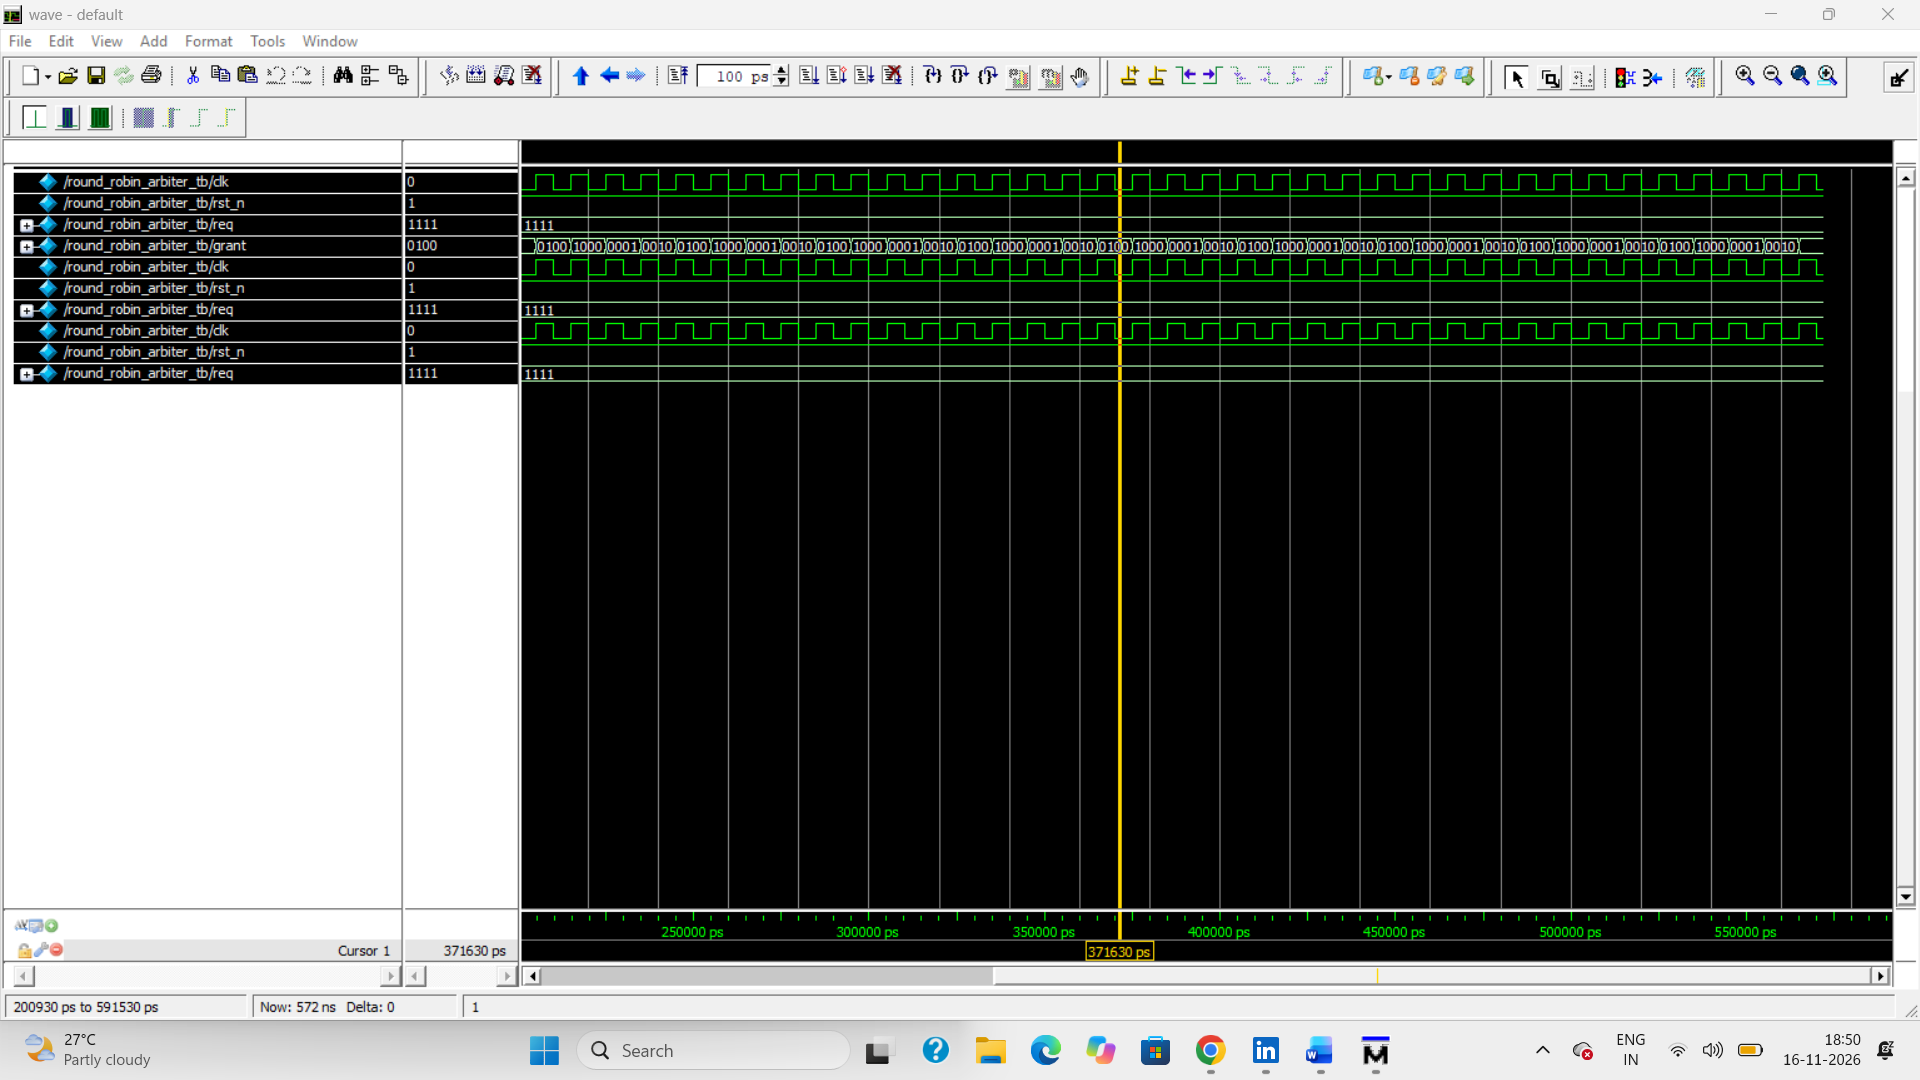 wave - default
File Edit View Add Format Tools Window
100 ps
/round_robin_arbiter_tb/clk 0
/round_robin_arbiter_tb/rst_n 1
/round_robin_arbiter_tb/req 1111 1111
/round_robin_arbiter_tb/grant 0100 0100 1000 0001 0010 0100 1000 0001 0010 0100 1000 0001 0010 0100 1000 0001 0010 0100 1000 0001 0010 0100 1000 0001 0010 0100 1000 0001 0010 0100 1000 0001 0010 0100 1000 0001 0010
/round_robin_arbiter_tb/clk 0
/round_robin_arbiter_tb/rst_n 1
/round_robin_arbiter_tb/req 1111 1111
/round_robin_arbiter_tb/clk 0
/round_robin_arbiter_tb/rst_n 1
/round_robin_arbiter_tb/req 1111 1111
250000 ps 300000 ps 350000 ps 400000 ps 450000 ps 500000 ps 550000 ps
Cursor 1 371630 ps 371630 ps
200930 ps to 591530 ps Now: 572 ns Delta: 0 1
27°C
Partly cloudy
Search
ENG
IN
18:50
16-11-2026